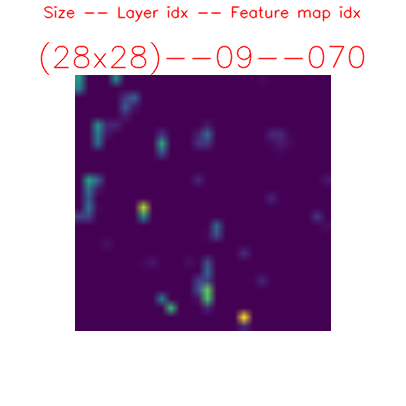 Size -- Layer idx -- Feature map idx
(28x28)--09--070